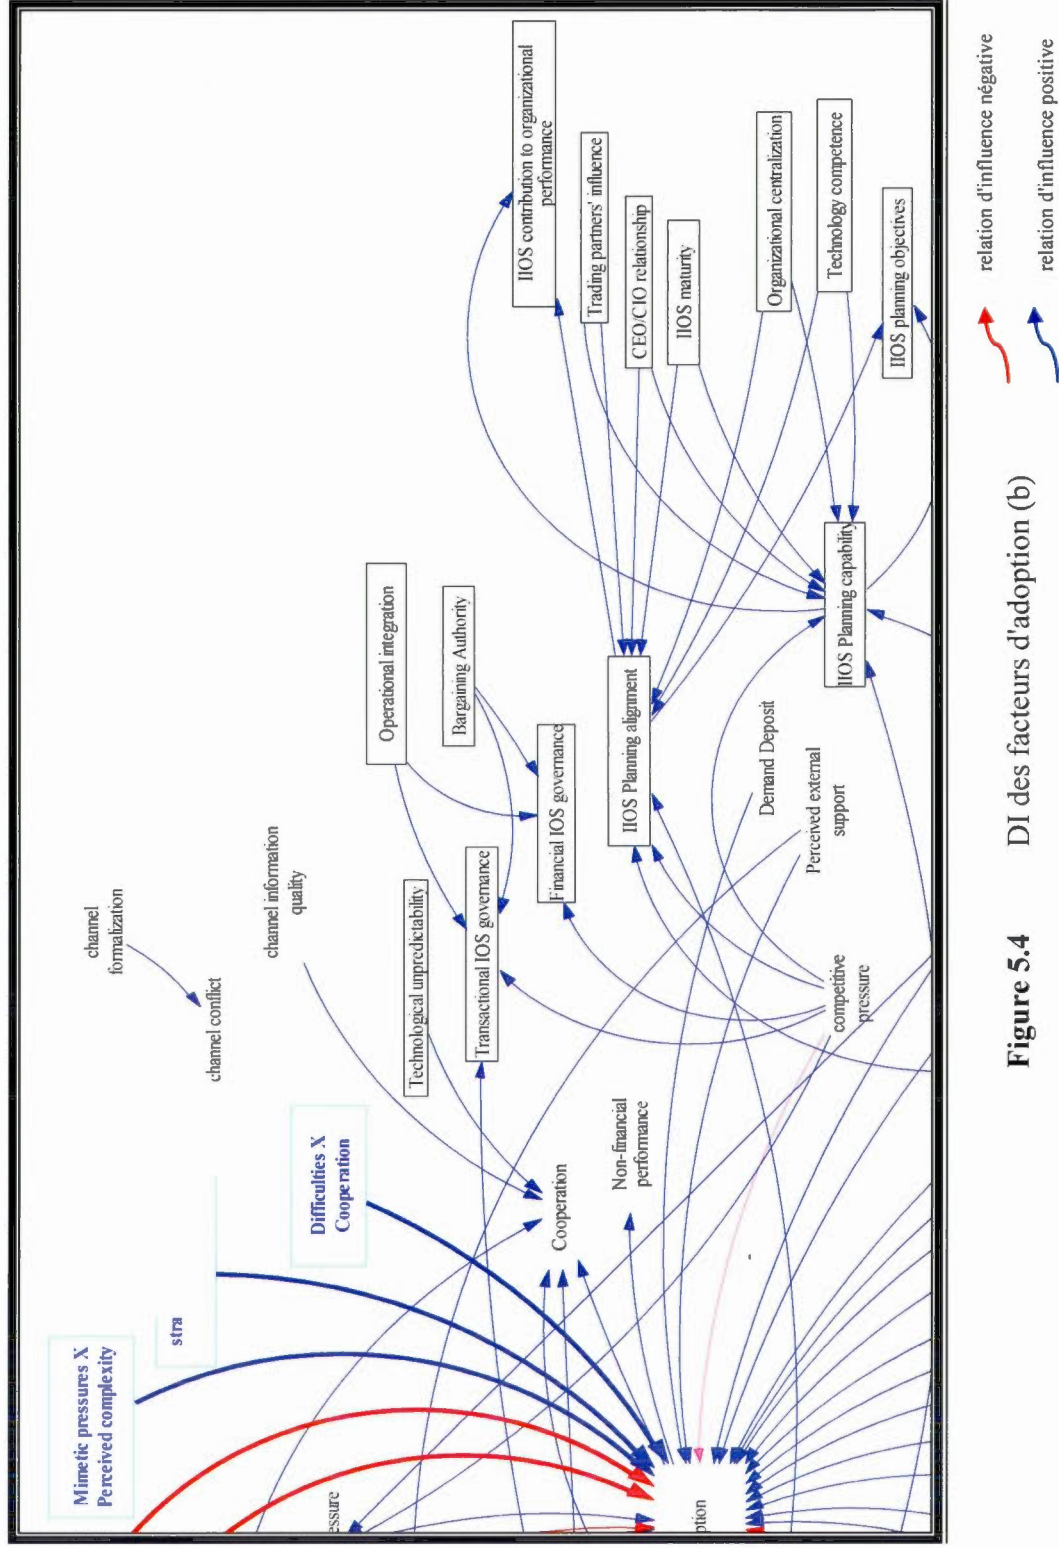 Mimetic pressures X
Perceived complexity
stra
Difficulties X
Cooperation
channel
formalization
channel conflict
channel information
quality
Operational integration
Bargaining Authority
Technological unpredictability
Transactional IOS governance
Financial IOS governance
IIOS contribution to organizational
performance
Trading partners' influence
CEO/CIO relationship
IIOS maturity
Organizational centralization
Technology competence
IIOS planning objectives
IIOS Planning alignment
IIOS Planning capability
Demand Deposit
Perceived external
support
competitive
pressure
Cooperation
Non-financial
performance
essure
ption
Figure 5.4 DI des facteurs d'adoption (b)
relation d'influence négative
relation d'influence positive